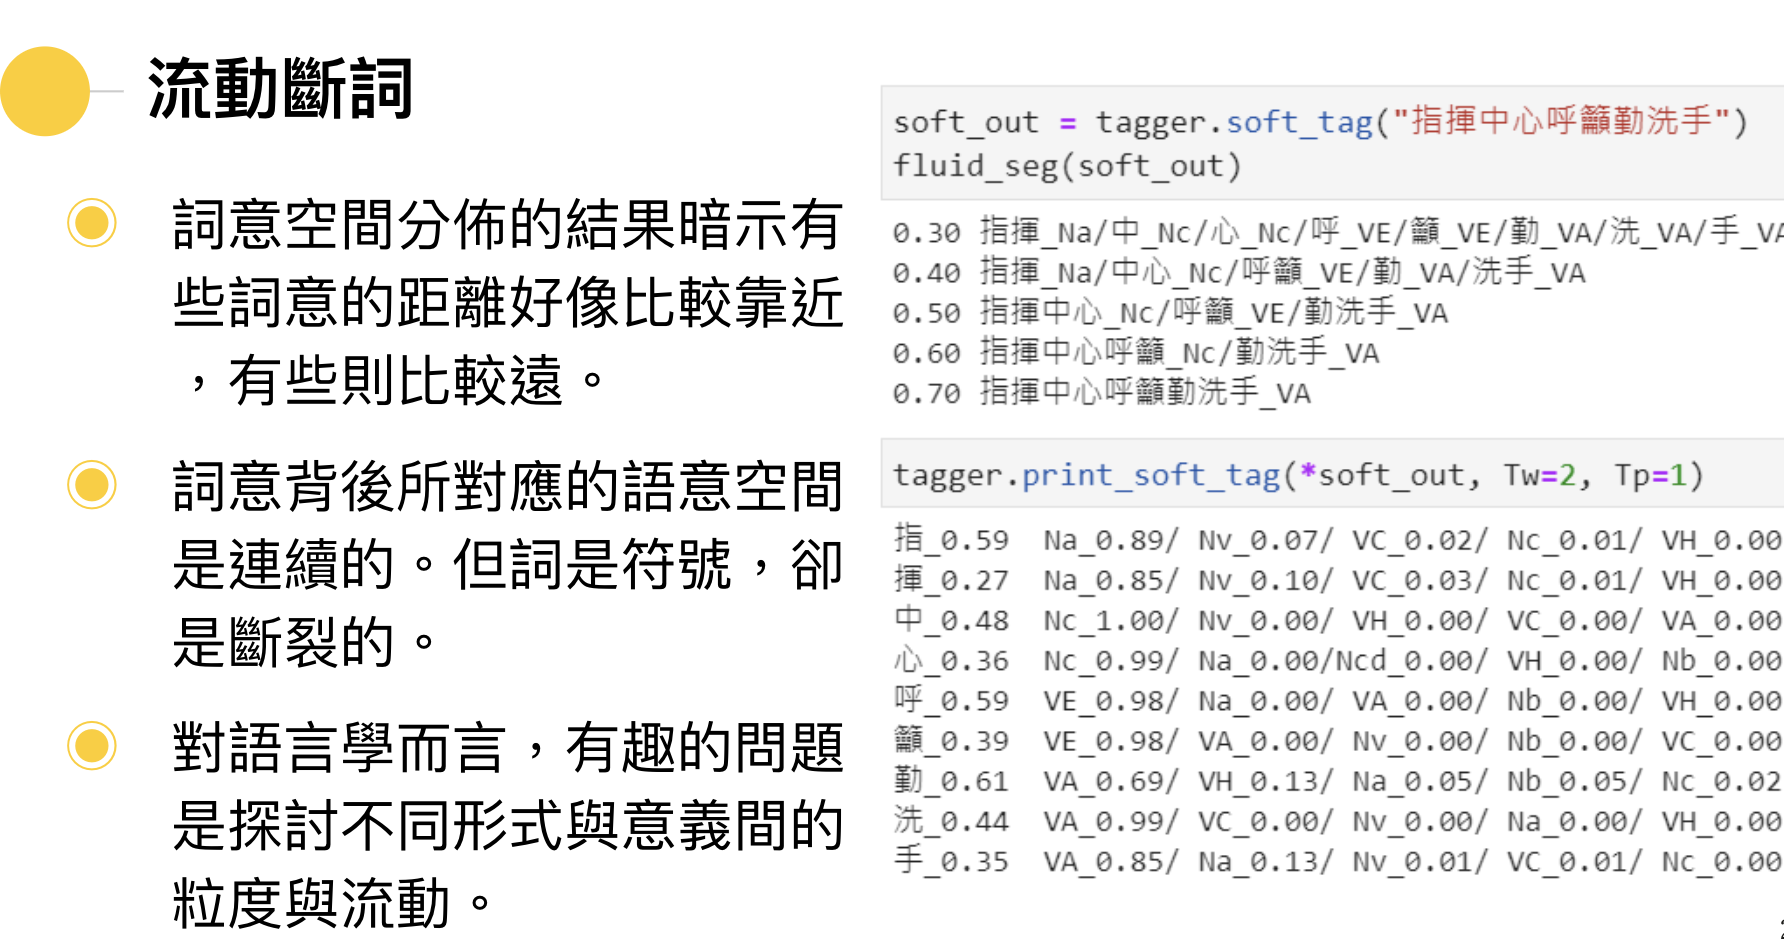 流動斷詞
詞意空間分佈的結果暗示有
些詞意的距離好像比較靠近
，有些則比較遠。
詞意背後所對應的語意空間
是連續的。但詞是符號，卻
是斷裂的。
對語言學而言，有趣的問題
是探討不同形式與意義間的
粒度與流動。
soft_out = tagger.soft_tag("指揮中心呼籲勤洗手")
fluid_seg(soft_out)
0.30 指揮_Na/中_Nc/心_Nc/呼_VE/籲_VE/勤_VA/洗_VA/手_VA
0.40 指揮_Na/中心_Nc/呼籲_VE/勤_VA/洗手_VA
0.50 指揮中心_Nc/呼籲_VE/勤洗手_VA
0.60 指揮中心呼籲_Nc/勤洗手_VA
0.70 指揮中心呼籲勤洗手_VA
tagger.print_soft_tag(*soft_out, Tw=2, Tp=1)
指_0.59 Na_0.89/ Nv_0.07/ VC_0.02/ Nc_0.01/ VH_0.00
揮_0.27 Na_0.85/ Nv_0.10/ VC_0.03/ Nc_0.01/ VH_0.00
中_0.48 Nc_1.00/ Nv_0.00/ VH_0.00/ VC_0.00/ VA_0.00
心_0.36 Nc_0.99/ Na_0.00/Ncd_0.00/ VH_0.00/ Nb_0.00
呼_0.59 VE_0.98/ Na_0.00/ VA_0.00/ Nb_0.00/ VH_0.00
籲_0.39 VE_0.98/ VA_0.00/ Nv_0.00/ Nb_0.00/ VC_0.00
勤_0.61 VA_0.69/ VH_0.13/ Na_0.05/ Nb_0.05/ Nc_0.02
洗_0.44 VA_0.99/ VC_0.00/ Nv_0.00/ Na_0.00/ VH_0.00
手_0.35 VA_0.85/ Na_0.13/ Nv_0.01/ VC_0.01/ Nc_0.00